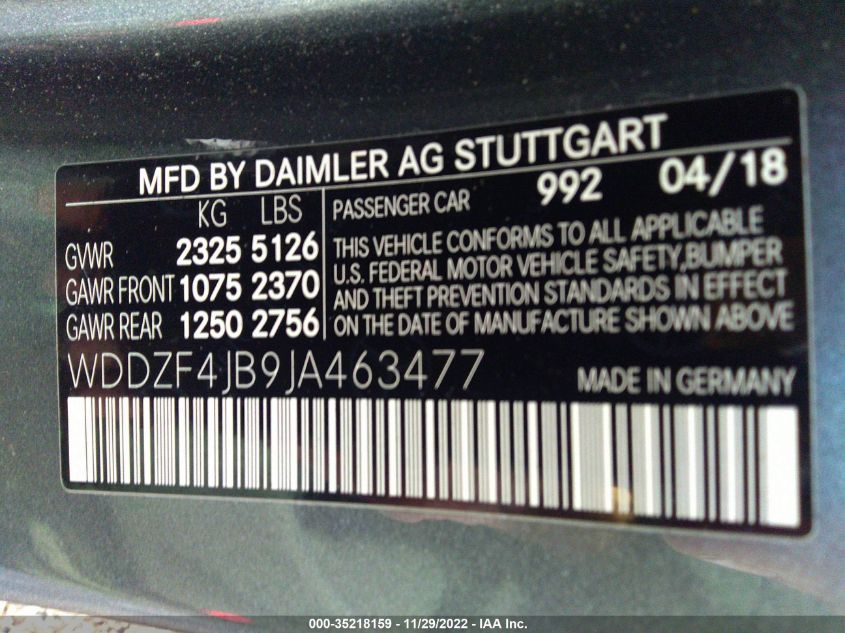 MFD BY DAIMLER AG STUTTGART
KG LBS
GVWR 2325 5126
GAWR FRONT 1075 2370
GAWR REAR 1250 2756
PASSENGER CAR 992 04/18
THIS VEHICLE CONFORMS TO ALL APPLICABLE
U.S. FEDERAL MOTOR VEHICLE SAFETY,BUMPER
AND THEFT PREVENTION STANDARDS IN EFFECT
ON THE DATE OF MANUFACTURE SHOWN ABOVE
WDDZF4JB9JA463477
MADE IN GERMANY
000-35218159 - 11/29/2022 - IAA Inc.